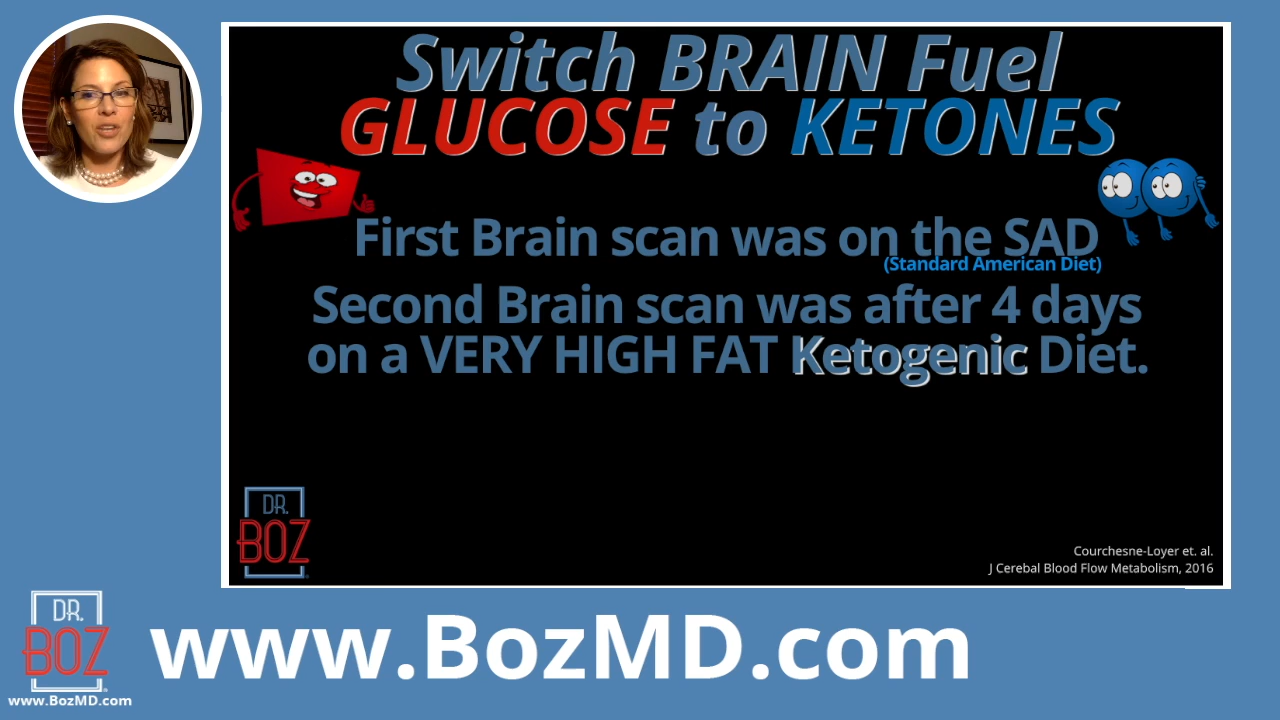 Switch BRAIN Fuel
GLUCOSE to KETONES
First Brain scan was on the SAD
(Standard American Diet)
Second Brain scan was after 4 days
on a VERY HIGH FAT Ketogenic Diet.
DR.
BOZ
Courchesne-Loyer et. al.
J Cerebal Blood Flow Metabolism, 2016
DR.
BOZ
www.BozMD.com
www.BozMD.com